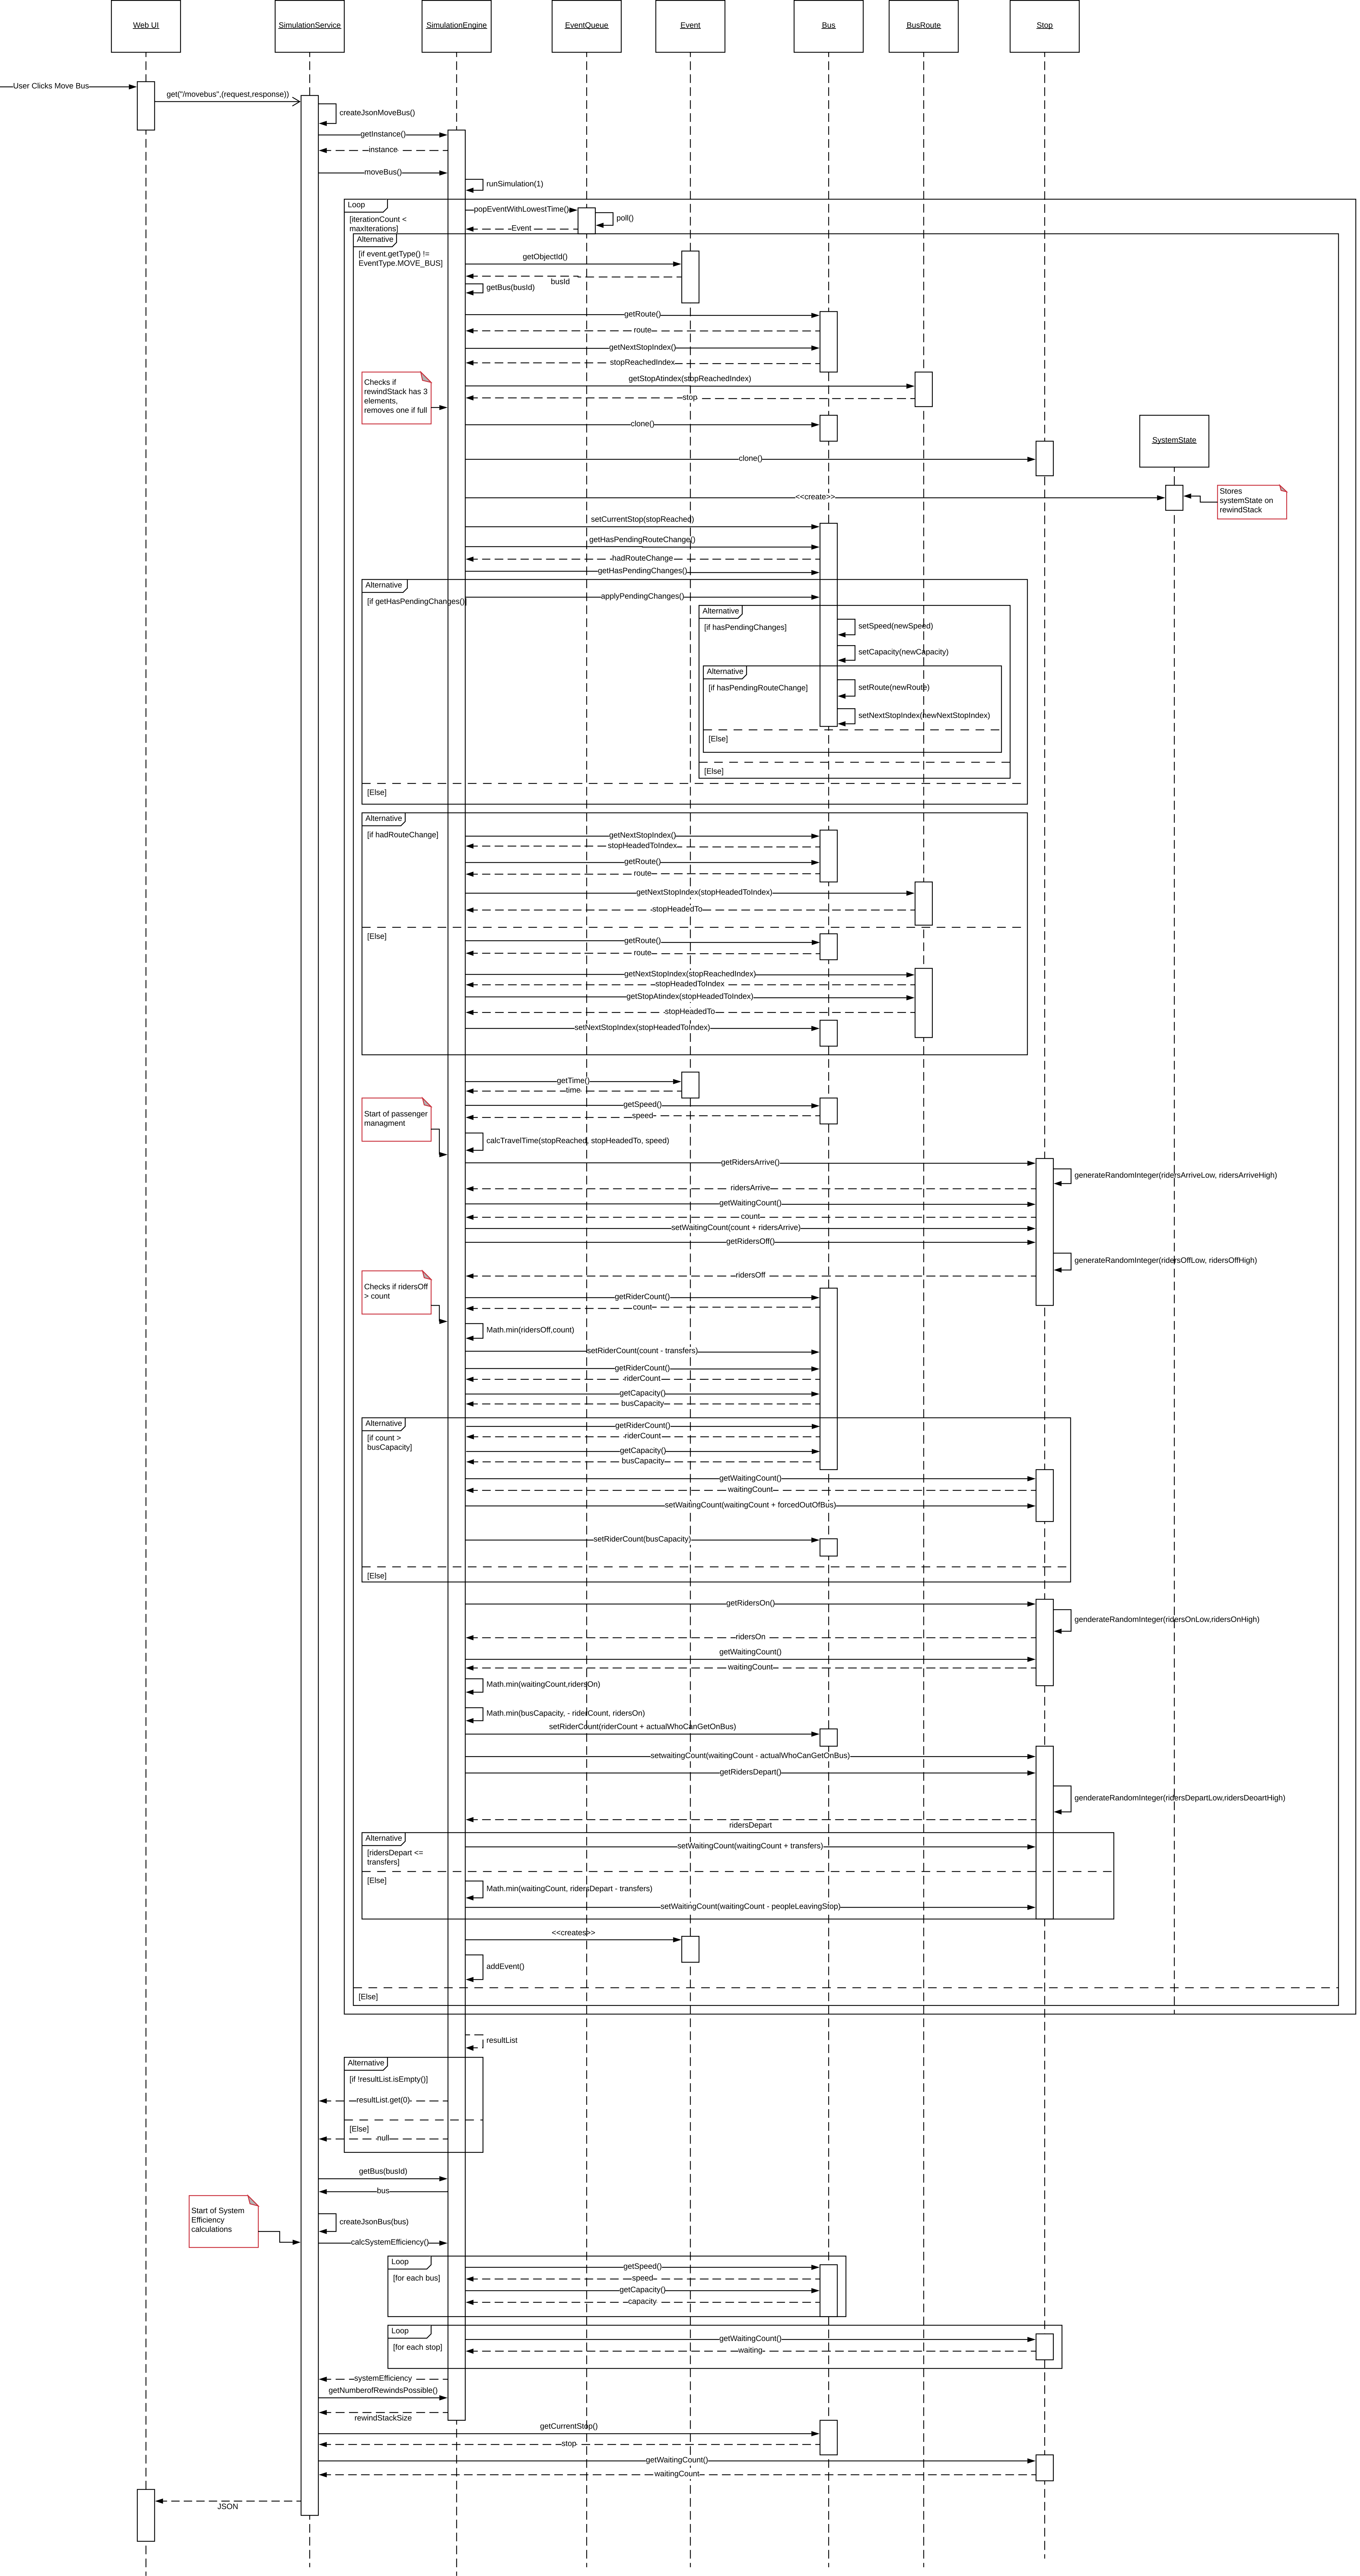 Web UI
SimulationService
SimulationEngine
EventQueue
Event
Bus
BusRoute
Stop
User Clicks Move Bus
get("/movebus",(request,response))
createJsonMoveBus()
getInstance()
instance
moveBus()
runSimulation(1)
Loop
[iterationCount <
maxIterations]
popEventWithLowestTime()
poll()
Event
Alternative
[if event.getType() !=
EventType.MOVE_BUS]
getObjectId()
busId
getBus(busId)
getRoute()
route
getNextStopIndex()
stopReachedIndex
Checks if
rewindStack has 3
elements,
removes one if full
getStopAtindex(stopReachedIndex)
stop
clone()
SystemState
clone()
<<create>>
Stores
systemState on
rewindStack
setCurrentStop(stopReached)
getHasPendingRouteChange()
hadRouteChange
getHasPendingChanges()
Alternative
[if getHasPendingChanges()]
applyPendingChanges()
Alternative
[if hasPendingChanges]
setSpeed(newSpeed)
setCapacity(newCapacity)
Alternative
[if hasPendingRouteChange]
setRoute(newRoute)
setNextStopIndex(newNextStopIndex)
[Else]
[Else]
[Else]
Alternative
[if hadRouteChange]
getNextStopIndex()
stopHeadedToIndex
getRoute()
route
getNextStopIndex(stopHeadedToIndex)
stopHeadedTo
[Else]
getRoute()
route
getNextStopIndex(stopReachedIndex)
stopHeadedToIndex
getStopAtindex(stopHeadedToIndex)
stopHeadedTo
setNextStopIndex(stopHeadedToIndex)
getTime()
time
getSpeed()
speed
Start of passenger
managment
calcTravelTime(stopReached, stopHeadedTo, speed)
getRidersArrive()
generateRandomInteger(ridersArriveLow, ridersArriveHigh)
ridersArrive
getWaitingCount()
count
setWaitingCount(count + ridersArrive)
getRidersOff()
generateRandomInteger(ridersOffLow, ridersOffHigh)
ridersOff
Checks if ridersOff
> count
getRiderCount()
count
Math.min(ridersOff,count)
setRiderCount(count - transfers)
getRiderCount()
riderCount
getCapacity()
busCapacity
Alternative
[if count >
busCapacity]
getRiderCount()
riderCount
getCapacity()
busCapacity
getWaitingCount()
waitingCount
setWaitingCount(waitingCount + forcedOutOfBus)
setRiderCount(busCapacity)
[Else]
getRidersOn()
genderateRandomInteger(ridersOnLow,ridersOnHigh)
ridersOn
getWaitingCount()
waitingCount
Math.min(waitingCount,ridersOn)
Math.min(busCapacity, - riderCount, ridersOn)
setRiderCount(riderCount + actualWhoCanGetOnBus)
setwaitingCount(waitingCount - actualWhoCanGetOnBus)
getRidersDepart()
genderateRandomInteger(ridersDepartLow,ridersDeoartHigh)
ridersDepart
Alternative
[ridersDepart <=
transfers]
setWaitingCount(waitingCount + transfers)
[Else]
Math.min(waitingCount, ridersDepart - transfers)
setWaitingCount(waitingCount - peopleLeavingStop)
<<creates>>
addEvent()
[Else]
resultList
Alternative
[if !resultList.isEmpty()]
resultList.get(0)
[Else]
null
getBus(busId)
bus
Start of System
Efficiency
calculations
createJsonBus(bus)
calcSystemEfficiency()
Loop
[for each bus]
getSpeed()
speed
getCapacity()
capacity
Loop
[for each stop]
getWaitingCount()
waiting
systemEfficiency
getNumberofRewindsPossible()
rewindStackSize
getCurrentStop()
stop
getWaitingCount()
waitingCount
JSON